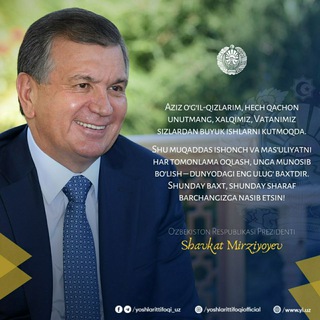 AZIZ O'G'IL-QIZLARIM, HECH QACHON
UNUTMANG, XALQIMIZ, VATANIMIZ
SIZLARDAN BUYUK ISHLARNI KUTMOQDA.
SHU MUQADDAS ISHONCH VA MAS'ULIYATNI
HAR TOMONLAMA OQLASH, UNGA MUNOSIB
BO'LISH – DUNYODAGI ENG ULUG' BAXTDIR.
SHUNDAY BAXT, SHUNDAY SHARAF
BARCHANGIZGA NASIB ETSIN!
O'ZBEKISTON RESPUBLIKASI PREZIDENTI
Shavkat Mirziyoyev
/yoshlarittifoqi_uz
/yoshlarittifoqiofficial
/www.yi.uz